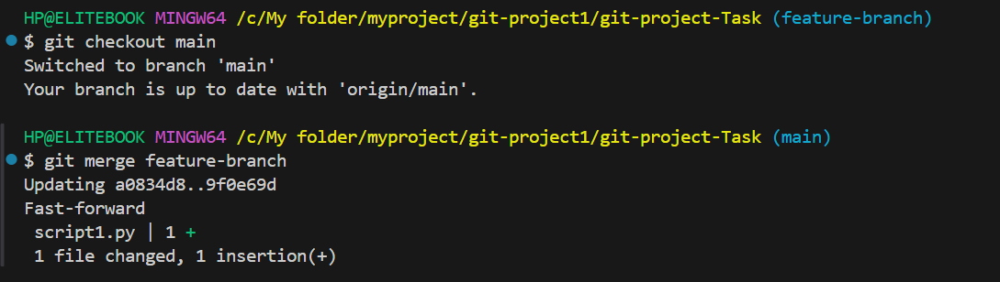 HP@ELITEBOOK MINGW64 /c/My folder/myproject/git-project1/git-project-Task (feature-branch)
$ git checkout main
Switched to branch 'main'
Your branch is up to date with 'origin/main'.
HP@ELITEBOOK MINGW64 /c/My folder/myproject/git-project1/git-project-Task (main)
$ git merge feature-branch
Updating a0834d8..9f0e69d
Fast-forward
 script1.py | 1 +
 1 file changed, 1 insertion(+)